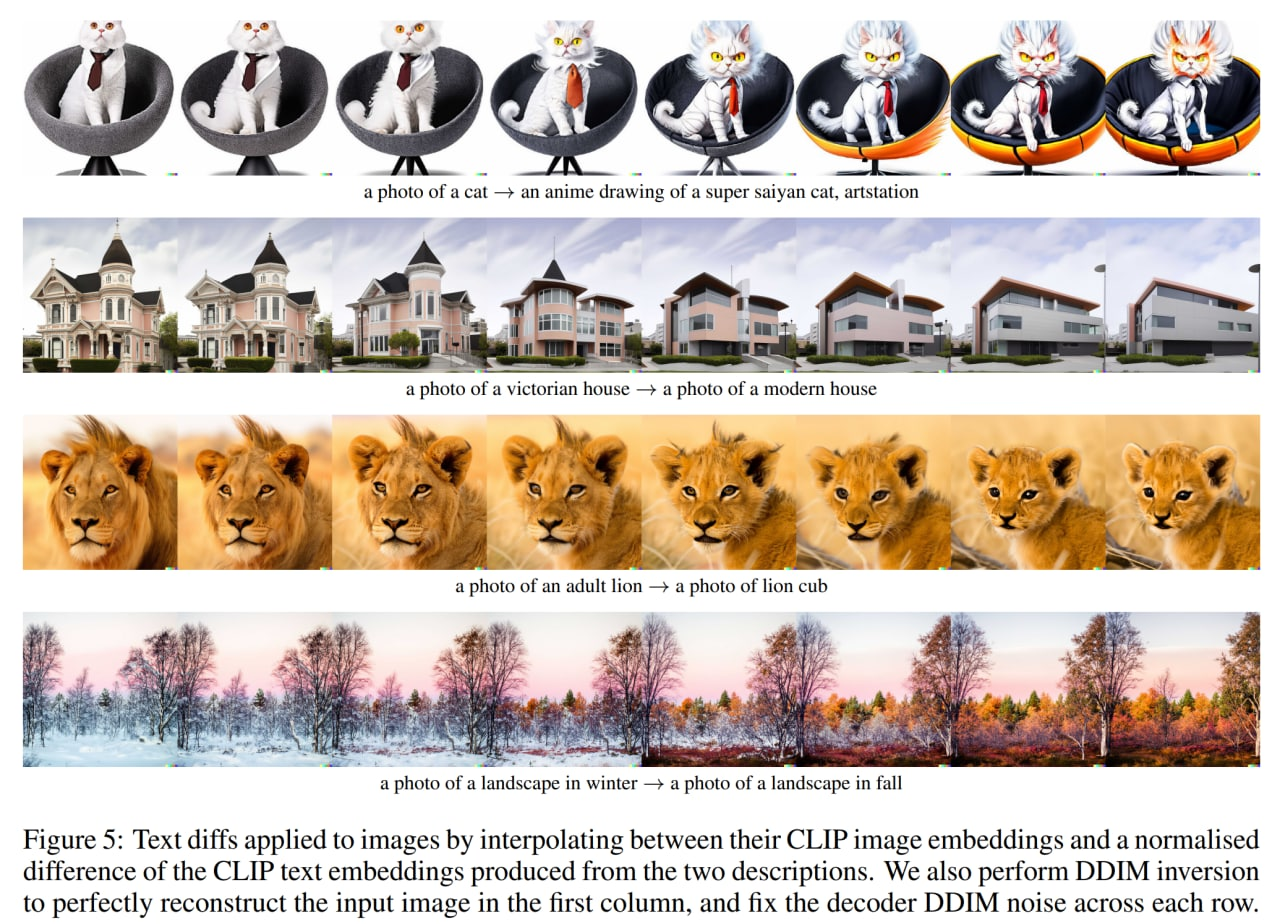 a photo of a cat → an anime drawing of a super saiyan cat, artstation
a photo of a victorian house → a photo of a modern house
a photo of an adult lion → a photo of lion cub
a photo of a landscape in winter → a photo of a landscape in fall
Figure 5: Text diffs applied to images by interpolating between their CLIP image embeddings and a normalised
difference of the CLIP text embeddings produced from the two descriptions. We also perform DDIM inversion
to perfectly reconstruct the input image in the first column, and fix the decoder DDIM noise across each row.